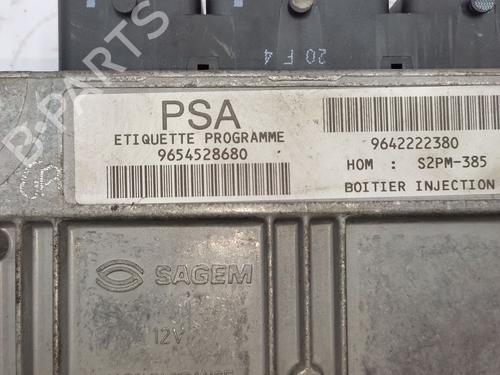 B-PARTS
20 F 4
PSA
ETIQUETTE PROGRAMME
9654528680
9642222380
HOM : S2PM-385
BOITIER INJECTION
SAGEM
12V